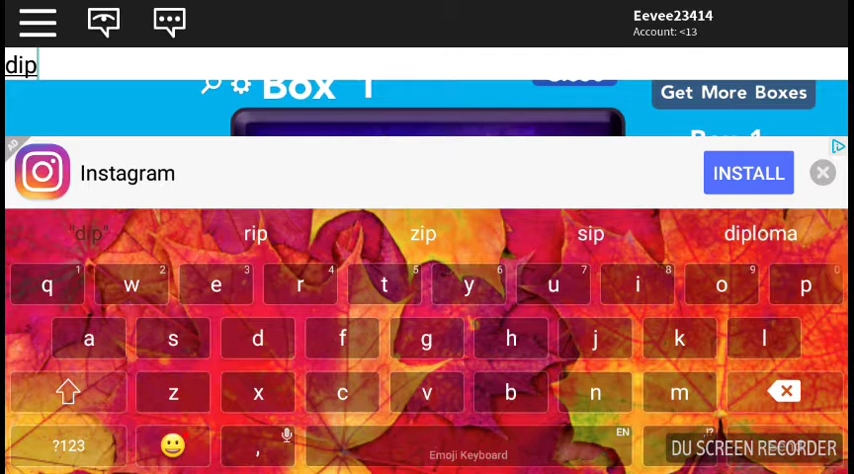 Eevee23414
Account: <13
dip
Box 1
Get More Boxes
AD
Instagram
INSTALL
"dip" rip zip sip diploma
1 2 3 4 5 6 7 8 9 0
q w e r t y u i o p
a s d f g h j k l
z x c v b n m
?123 , Emoji Keyboard EN ,!?
DU SCREEN RECORDER